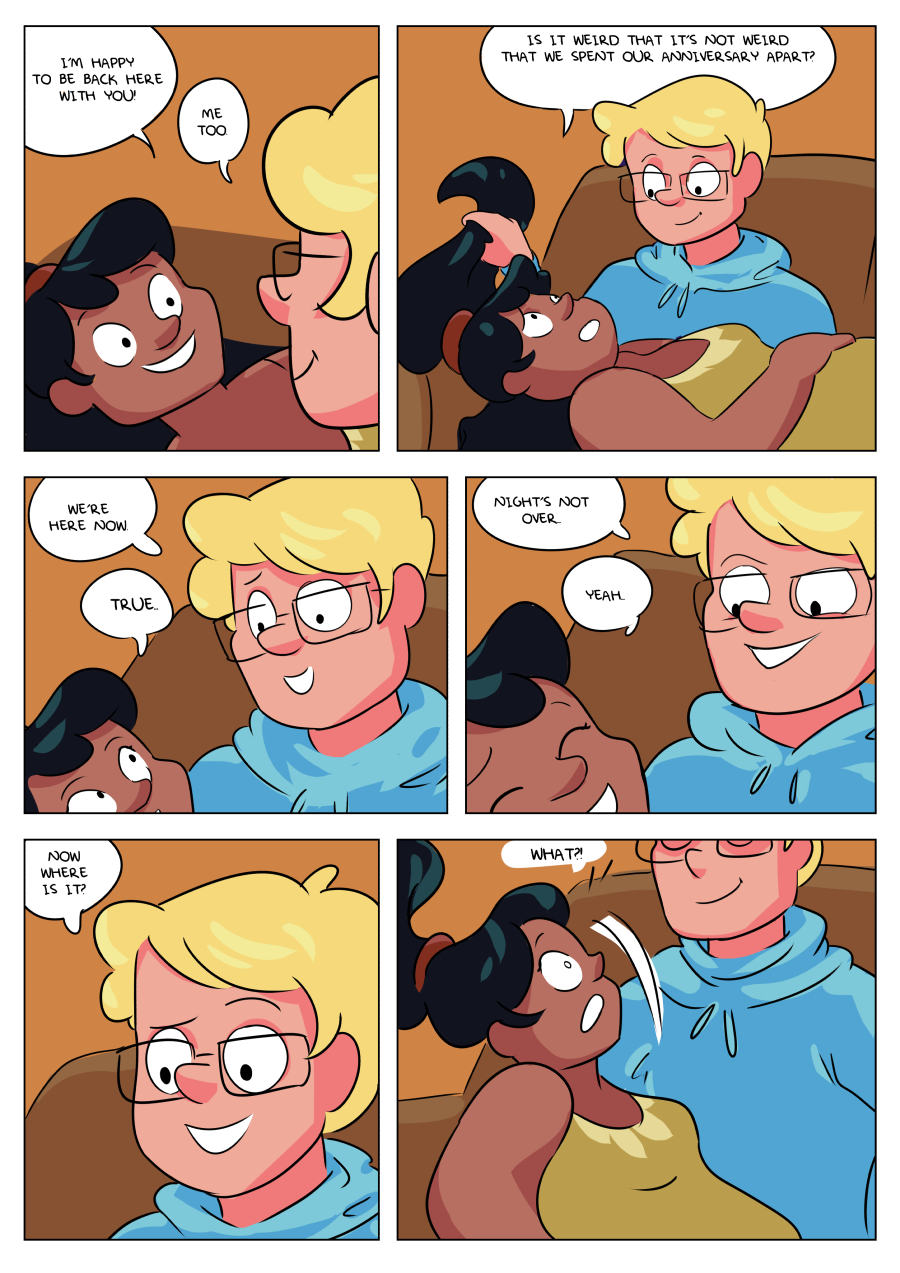 I'M HAPPY
TO BE BACK HERE
WITH YOU!
ME
TOO.
IS IT WEIRD THAT IT'S NOT WEIRD
THAT WE SPENT OUR ANNIVERSARY APART?
WE'RE
HERE NOW.
TRUE..
NIGHT'S NOT
OVER..
YEAH..
NOW
WHERE
IS IT?
WHAT?!